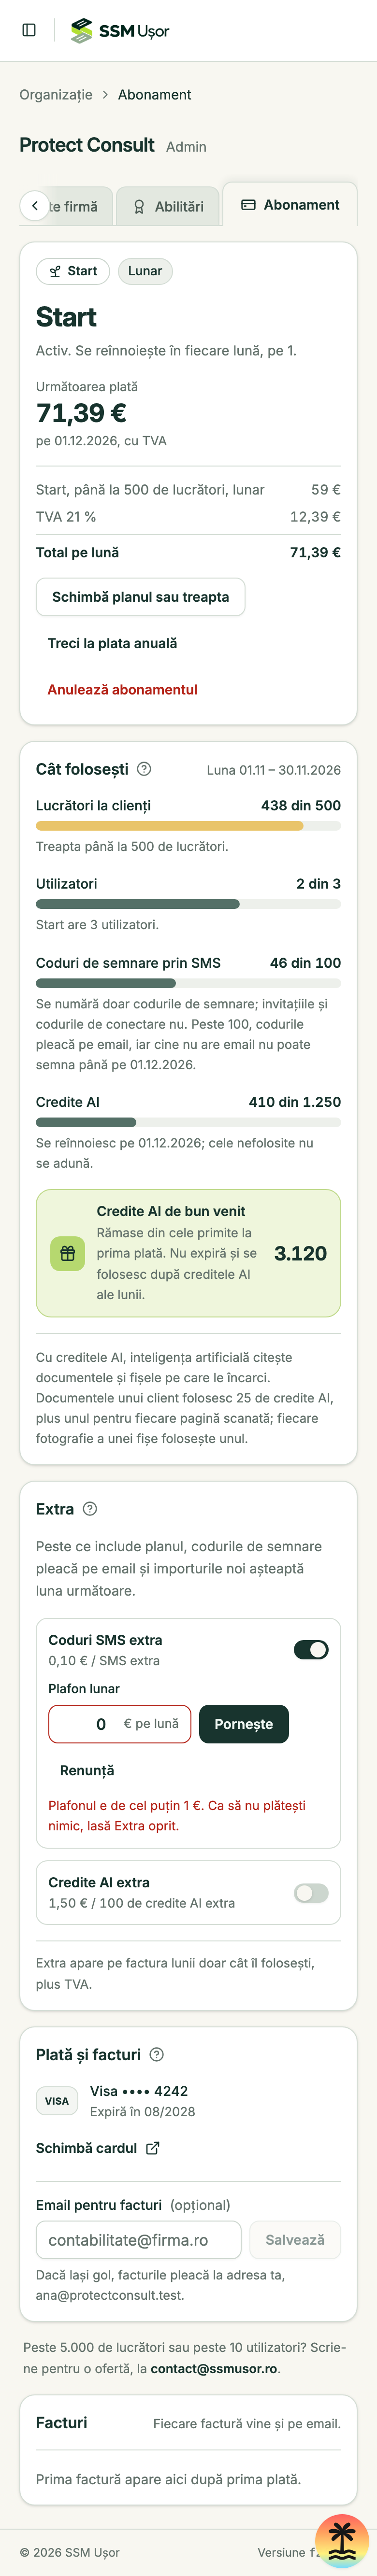 SSM Ușor
Organizație > Abonament
Protect Consult Admin
te firmă
Abilitări
Abonament
Start
Lunar
Start
Activ. Se reînnoiește în fiecare lună, pe 1.
Următoarea plată
71,39 €
pe 01.12.2026, cu TVA
Start, până la 500 de lucrători, lunar 59 €
TVA 21 % 12,39 €
Total pe lună 71,39 €
Schimbă planul sau treapta
Treci la plata anuală
Anulează abonamentul
Cât folosești Luna 01.11 – 30.11.2026
Lucrători la clienți 438 din 500
Treapta până la 500 de lucrători.
Utilizatori 2 din 3
Start are 3 utilizatori.
Coduri de semnare prin SMS 46 din 100
Se numără doar codurile de semnare; invitațiile și
codurile de conectare nu. Peste 100, codurile
pleacă pe email, iar cine nu are email nu poate
semna până pe 01.12.2026.
Credite AI 410 din 1.250
Se reînnoiesc pe 01.12.2026; cele nefolosite nu
se adună.
Credite AI de bun venit
Rămase din cele primite la
prima plată. Nu expiră și se
folosesc după creditele AI
ale lunii.
3.120
Cu creditele AI, inteligența artificială citește
documentele și fișele pe care le încarci.
Documentele unui client folosesc 25 de credite AI,
plus unul pentru fiecare pagină scanată; fiecare
fotografie a unei fișe folosește unul.
Extra
Peste ce include planul, codurile de semnare
pleacă pe email și importurile noi așteaptă
luna următoare.
Coduri SMS extra
0,10 € / SMS extra
Plafon lunar
0 € pe lună
Pornește
Renunță
Plafonul e de cel puțin 1 €. Ca să nu plătești
nimic, lasă Extra oprit.
Credite AI extra
1,50 € / 100 de credite AI extra
Extra apare pe factura lunii doar cât îl folosești,
plus TVA.
Plată și facturi
VISA
Visa •••• 4242
Expiră în 08/2028
Schimbă cardul
Email pentru facturi (opțional)
contabilitate@firma.ro
Salvează
Dacă lași gol, facturile pleacă la adresa ta,
ana@protectconsult.test.
Peste 5.000 de lucrători sau peste 10 utilizatori? Scrie-
ne pentru o ofertă, la contact@ssmusor.ro.
Facturi Fiecare factură vine și pe email.
Prima factură apare aici după prima plată.
© 2026 SSM Ușor Versiune